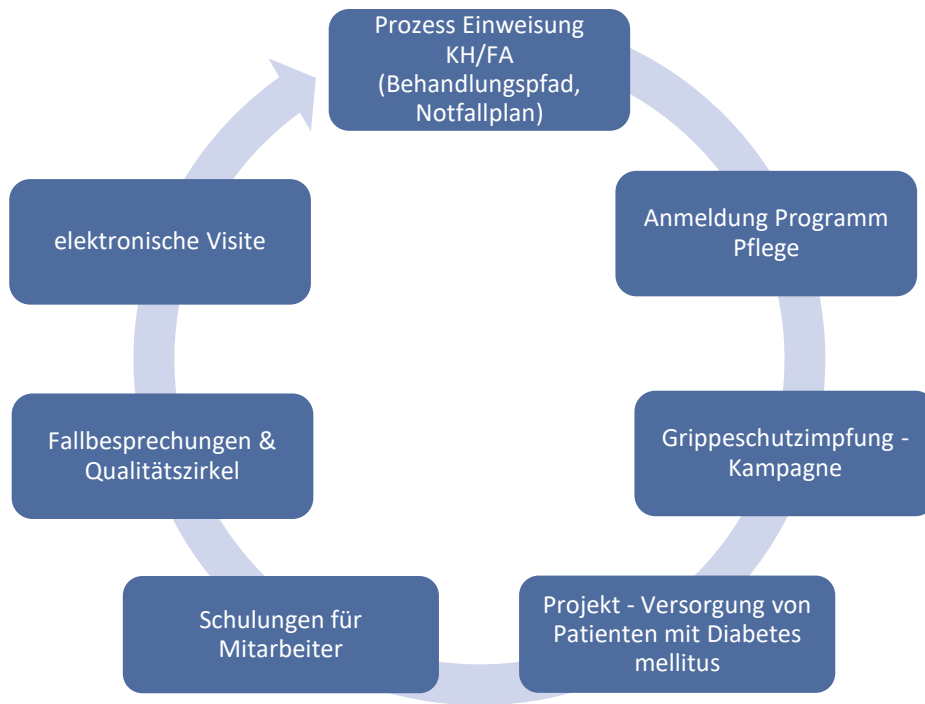 Prozess Einweisung
KH/FA
(Behandlungspfad,
Notfallplan)
Anmeldung Programm
Pflege
Grippeschutzimpfung -
Kampagne
Projekt - Versorgung von
Patienten mit Diabetes
mellitus
Schulungen für
Mitarbeiter
Fallbesprechungen &
Qualitätszirkel
elektronische Visite